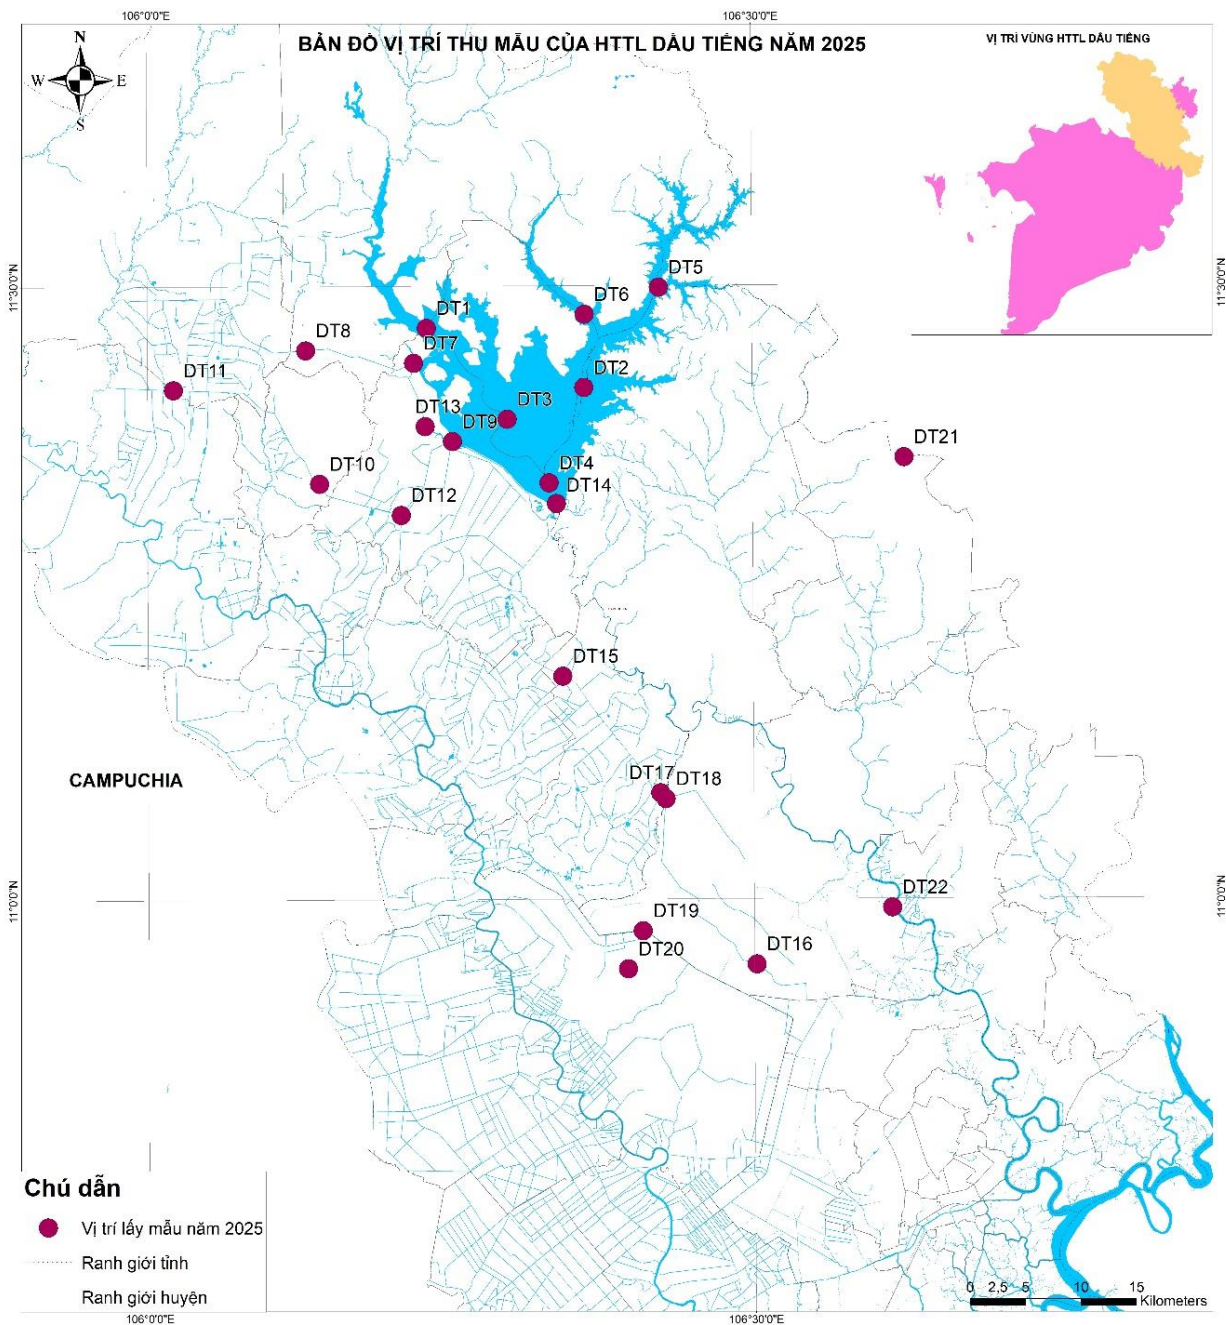 106°0'0"E
106°30'0"E
BẢN ĐỒ VỊ TRÍ THU MẪU CỦA HTTL DẦU TIẾNG NĂM 2025
VỊ TRÍ VÙNG HTTL DẦU TIẾNG
N
W
E
S
11°30'0"N
11°30'0"N
DT5
DT6
DT1
DT8
DT7
DT2
DT11
DT3
DT13
DT9
DT21
DT4
DT10
DT14
DT12
DT15
CAMPUCHIA
DT17
DT18
11°0'0"N
11°0'0"N
DT22
DT19
DT20
DT16
Chú dẫn
Vị trí lấy mẫu năm 2025
Ranh giới tỉnh
Ranh giới huyện
0 2,5 5 10 15
Kilometers
106°0'0"E
106°30'0"E